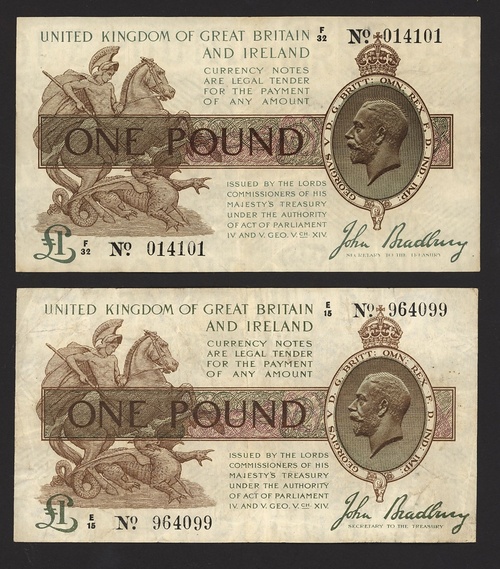 UNITED KINGDOM OF GREAT BRITAIN F/32 Nº 014101
AND IRELAND
CURRENCY NOTES
ARE LEGAL TENDER
FOR THE PAYMENT
OF ANY AMOUNT
GEORGIVS V D. G. BRITT: OMN: REX F. D. IND: IMP:
ONE POUND
ISSUED BY THE LORDS
COMMISSIONERS OF HIS
MAJESTY'S TREASURY
UNDER THE AUTHORITY
OF ACT OF PARLIAMENT
IV AND V. GEO. V. CH. XIV.
£1 F/32 Nº 014101
John Bradbury
SECRETARY TO THE TREASURY
UNITED KINGDOM OF GREAT BRITAIN E/15 Nº 964099
AND IRELAND
CURRENCY NOTES
ARE LEGAL TENDER
FOR THE PAYMENT
OF ANY AMOUNT
GEORGIVS V D. G. BRITT: OMN: REX F. D. IND: IMP:
ONE POUND
ISSUED BY THE LORDS
COMMISSIONERS OF HIS
MAJESTY'S TREASURY
UNDER THE AUTHORITY
OF ACT OF PARLIAMENT
IV AND V. GEO. V. CH. XIV.
£1 E/15 Nº 964099
John Bradbury
SECRETARY TO THE TREASURY